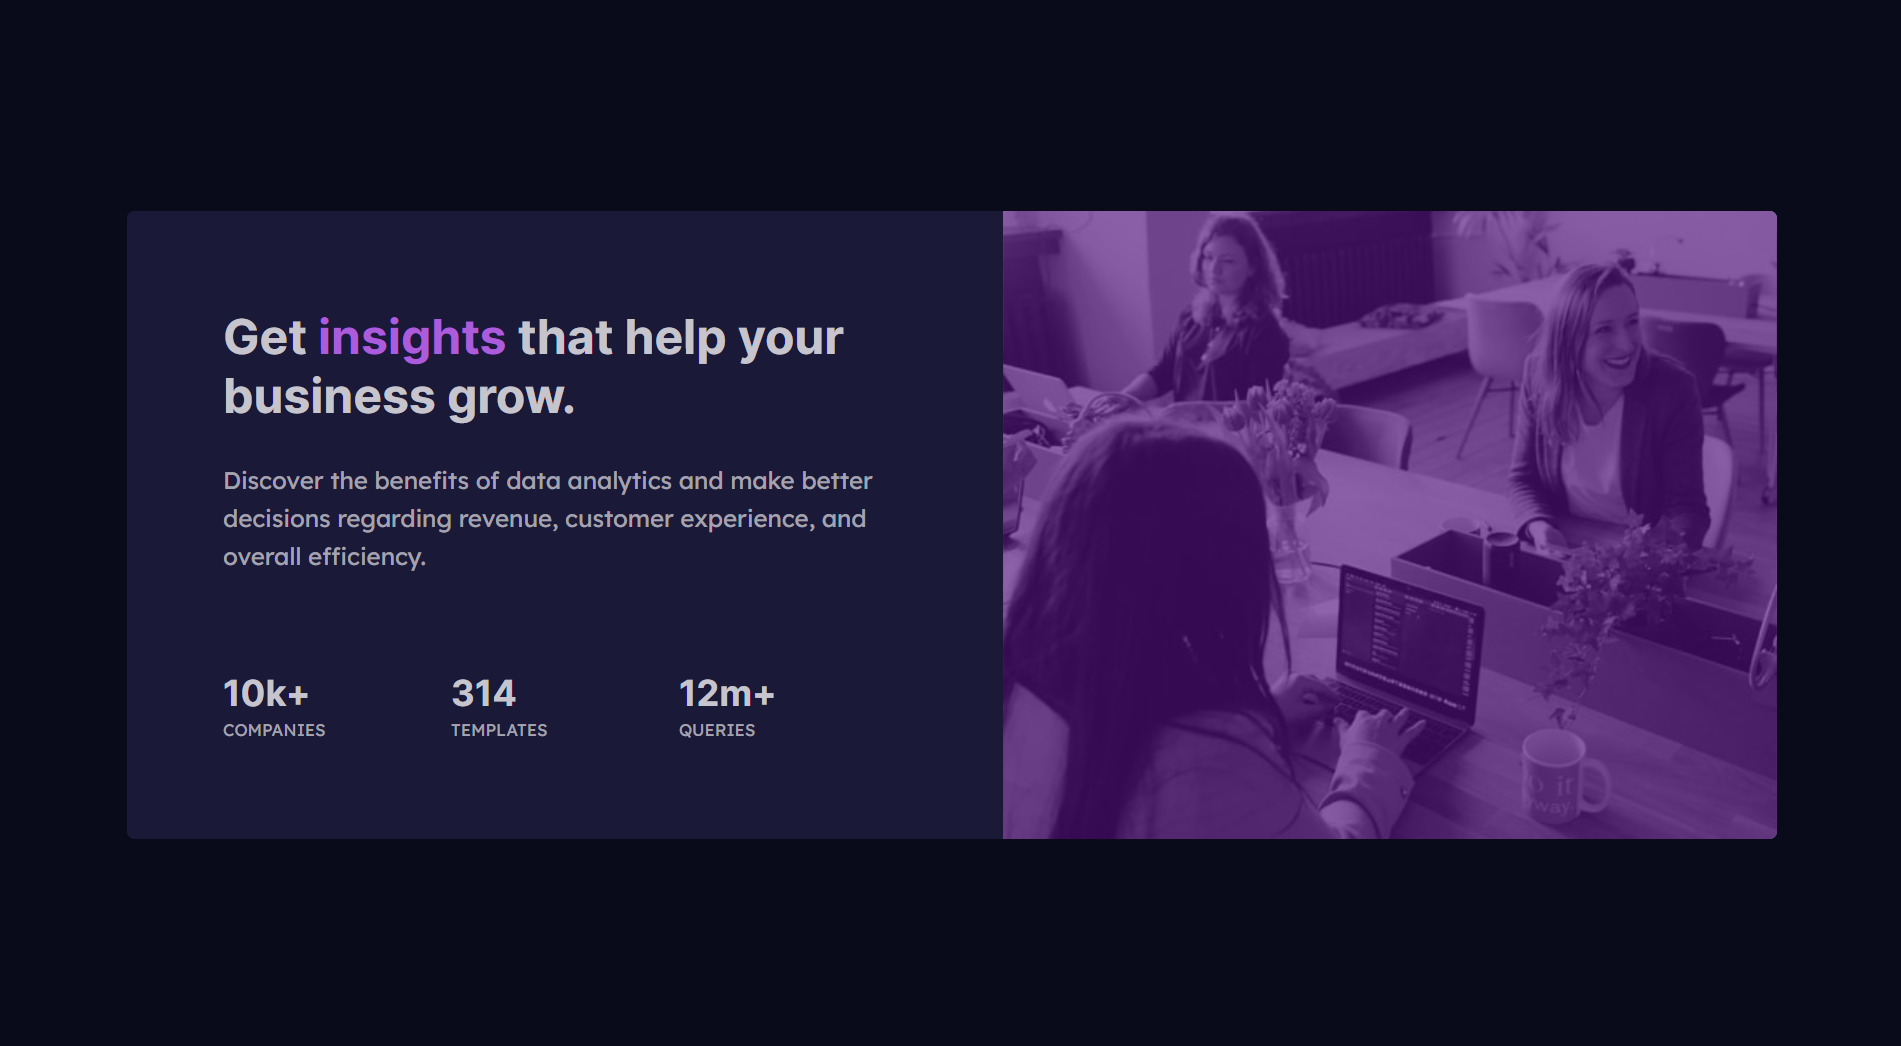 Get insights that help your
business grow.
Discover the benefits of data analytics and make better
decisions regarding revenue, customer experience, and
overall efficiency.
10k+
COMPANIES
314
TEMPLATES
12m+
QUERIES